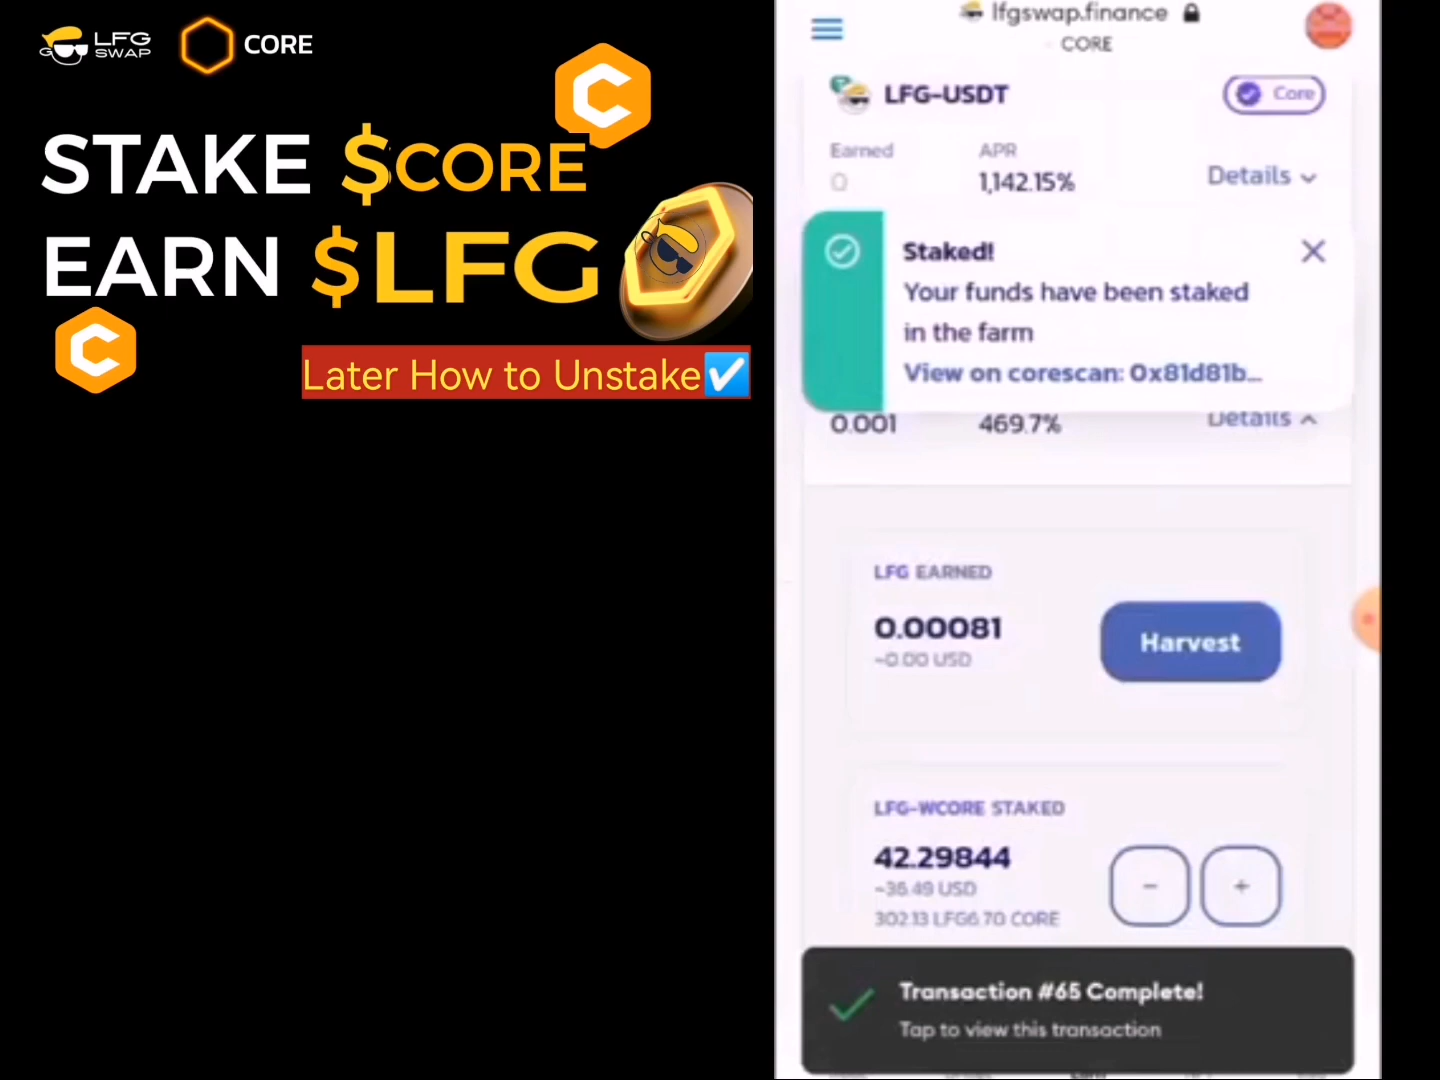 LFG
SWAP
CORE
STAKE $CORE
EARN $LFG
Later How to Unstake
lfgswap.finance
CORE
LFG-USDT
Core
Earned
APR
0
1,142.15%
Details
Staked!
Your funds have been staked
in the farm
View on corescan: 0x81d81b...
0.001
469.7%
Details
LFG EARNED
0.00081
~0.00 USD
Harvest
LFG-WCORE STAKED
42.29844
~36.49 USD
302.13 LFG6.70 CORE
-
+
Transaction #65 Complete!
Tap to view this transaction